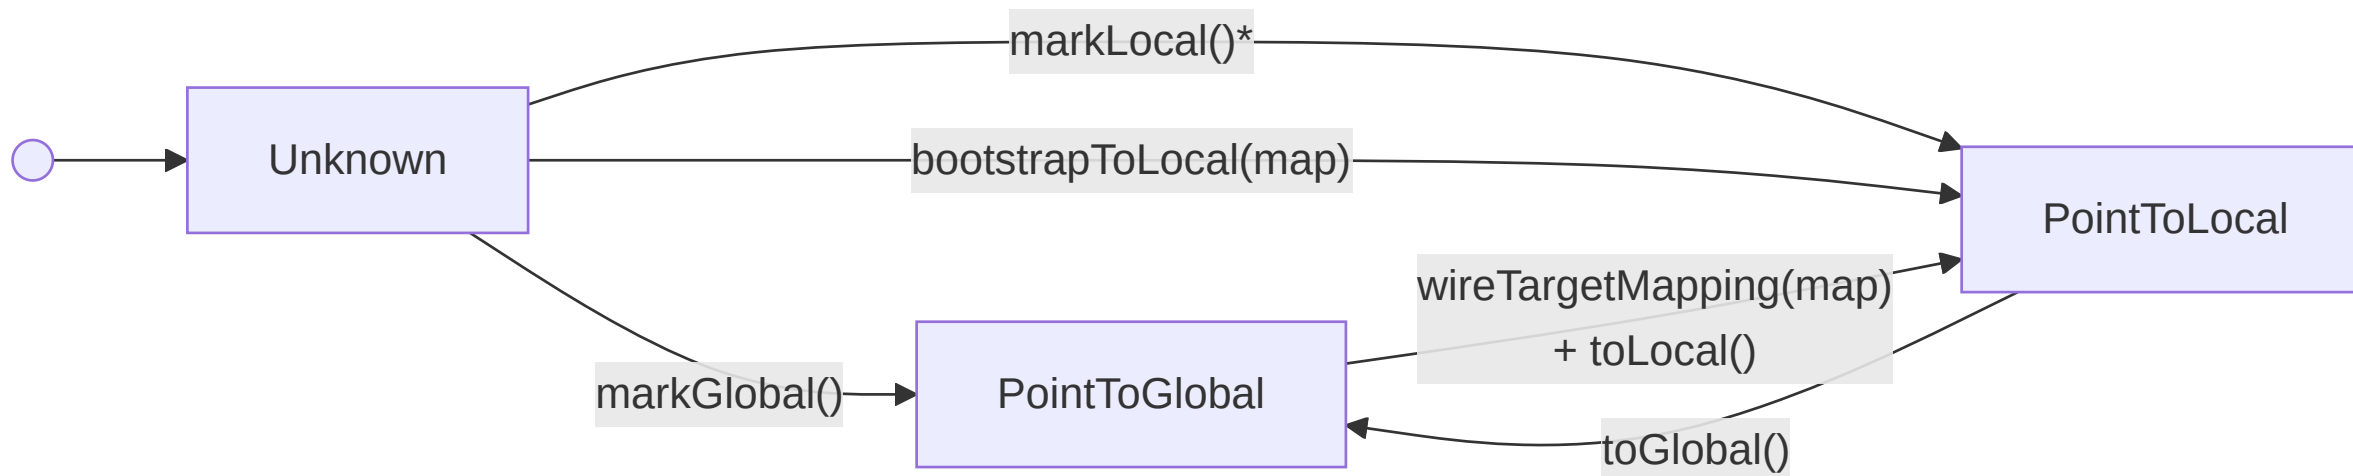 markLocal()*
Unknown
bootstrapToLocal(map)
PointToLocal
wireTargetMapping(map)
+ toLocal()
markGlobal()
PointToGlobal
toGlobal()